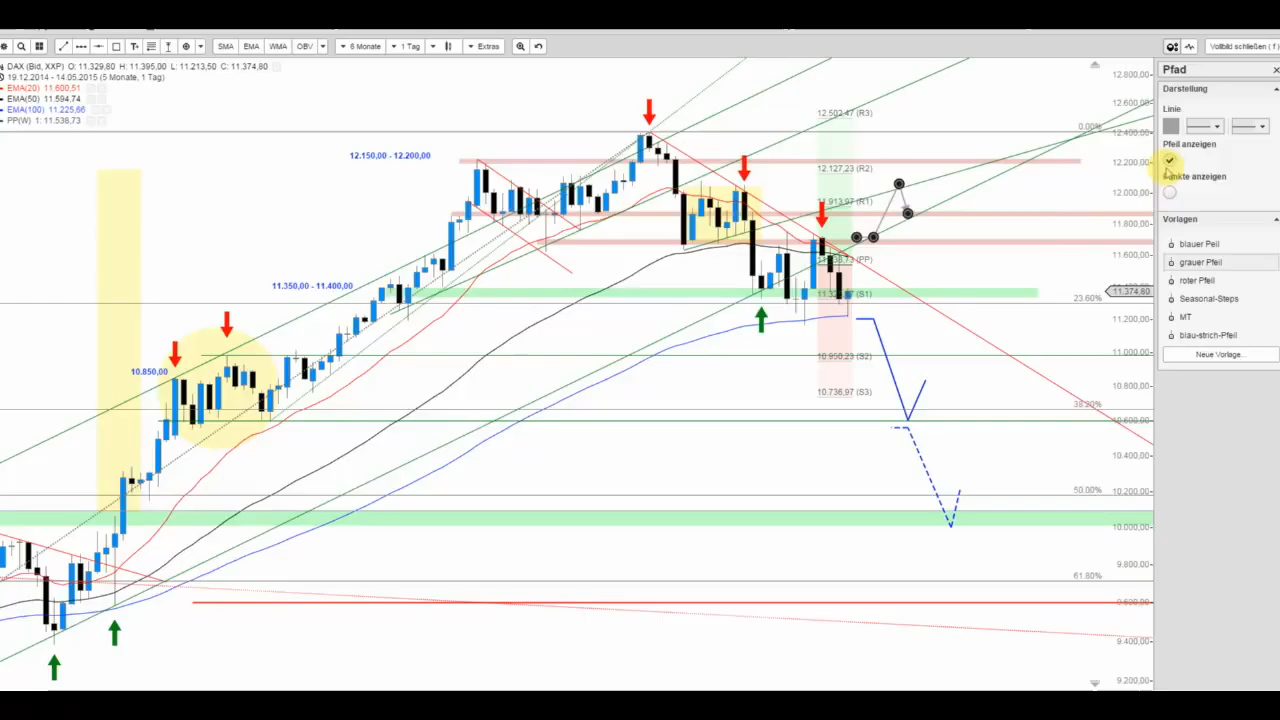 SMA EMA WMA OBV 6 Monate 1 Tag Extras Vollbild schließen ( f )
DAX (Bid, XXP) O: 11.329,80 H: 11.395,00 L: 11.213,50 C: 11.374,80
19.12.2014 - 14.05.2015 (5 Monate, 1 Tag)
EMA(20) 11.600,51
EMA(50) 11.594,74
EMA(100) 11.225,66
PP(W) 1: 11.538,73
12.150,00 - 12.200,00
11.350,00 - 11.400,00
10.850,00
12.502,47 (R3)
12.127,23 (R2)
11.913,97 (R1)
(PP)
(S1)
10.950,23 (S2)
10.736,97 (S3)
0.00%
23.60%
38.20%
50.00%
61.80%
12.800,00
12.600,00
12.400,00
12.200,00
12.000,00
11.800,00
11.600,00
11.374,80
11.200,00
11.000,00
10.800,00
10.600,00
10.400,00
10.200,00
10.000,00
9.800,00
9.600,00
9.400,00
9.200,00
Pfad
Darstellung
Linie
Pfeil anzeigen
Punkte anzeigen
Vorlagen
blauer Peil
grauer Pfeil
roter Pfeil
Seasonal-Steps
MT
blau-strich-Pfeil
Neue Vorlage...